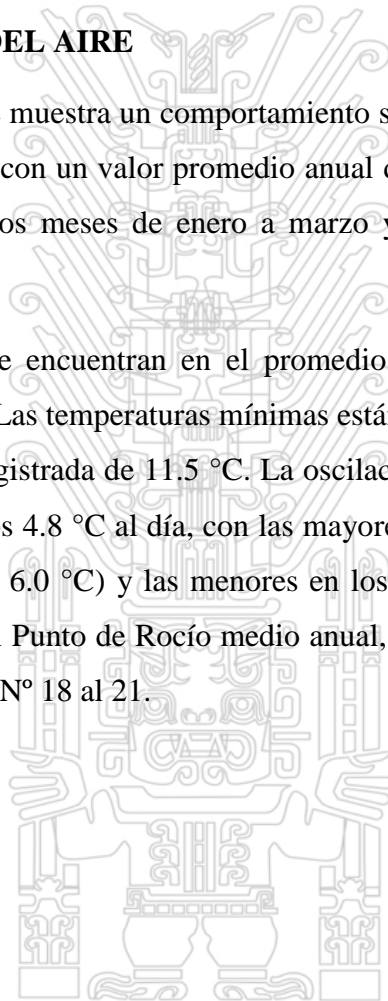 DEL AIRE
muestra un comportamiento s
con un valor promedio anual
os meses de enero a marzo y
e encuentran en el promedio
Las temperaturas mínimas está
gistrada de 11.5 °C. La oscilac
s 4.8 °C al día, con las mayore
6.0 °C) y las menores en los
Punto de Rocío medio anual,
Nº 18 al 21.